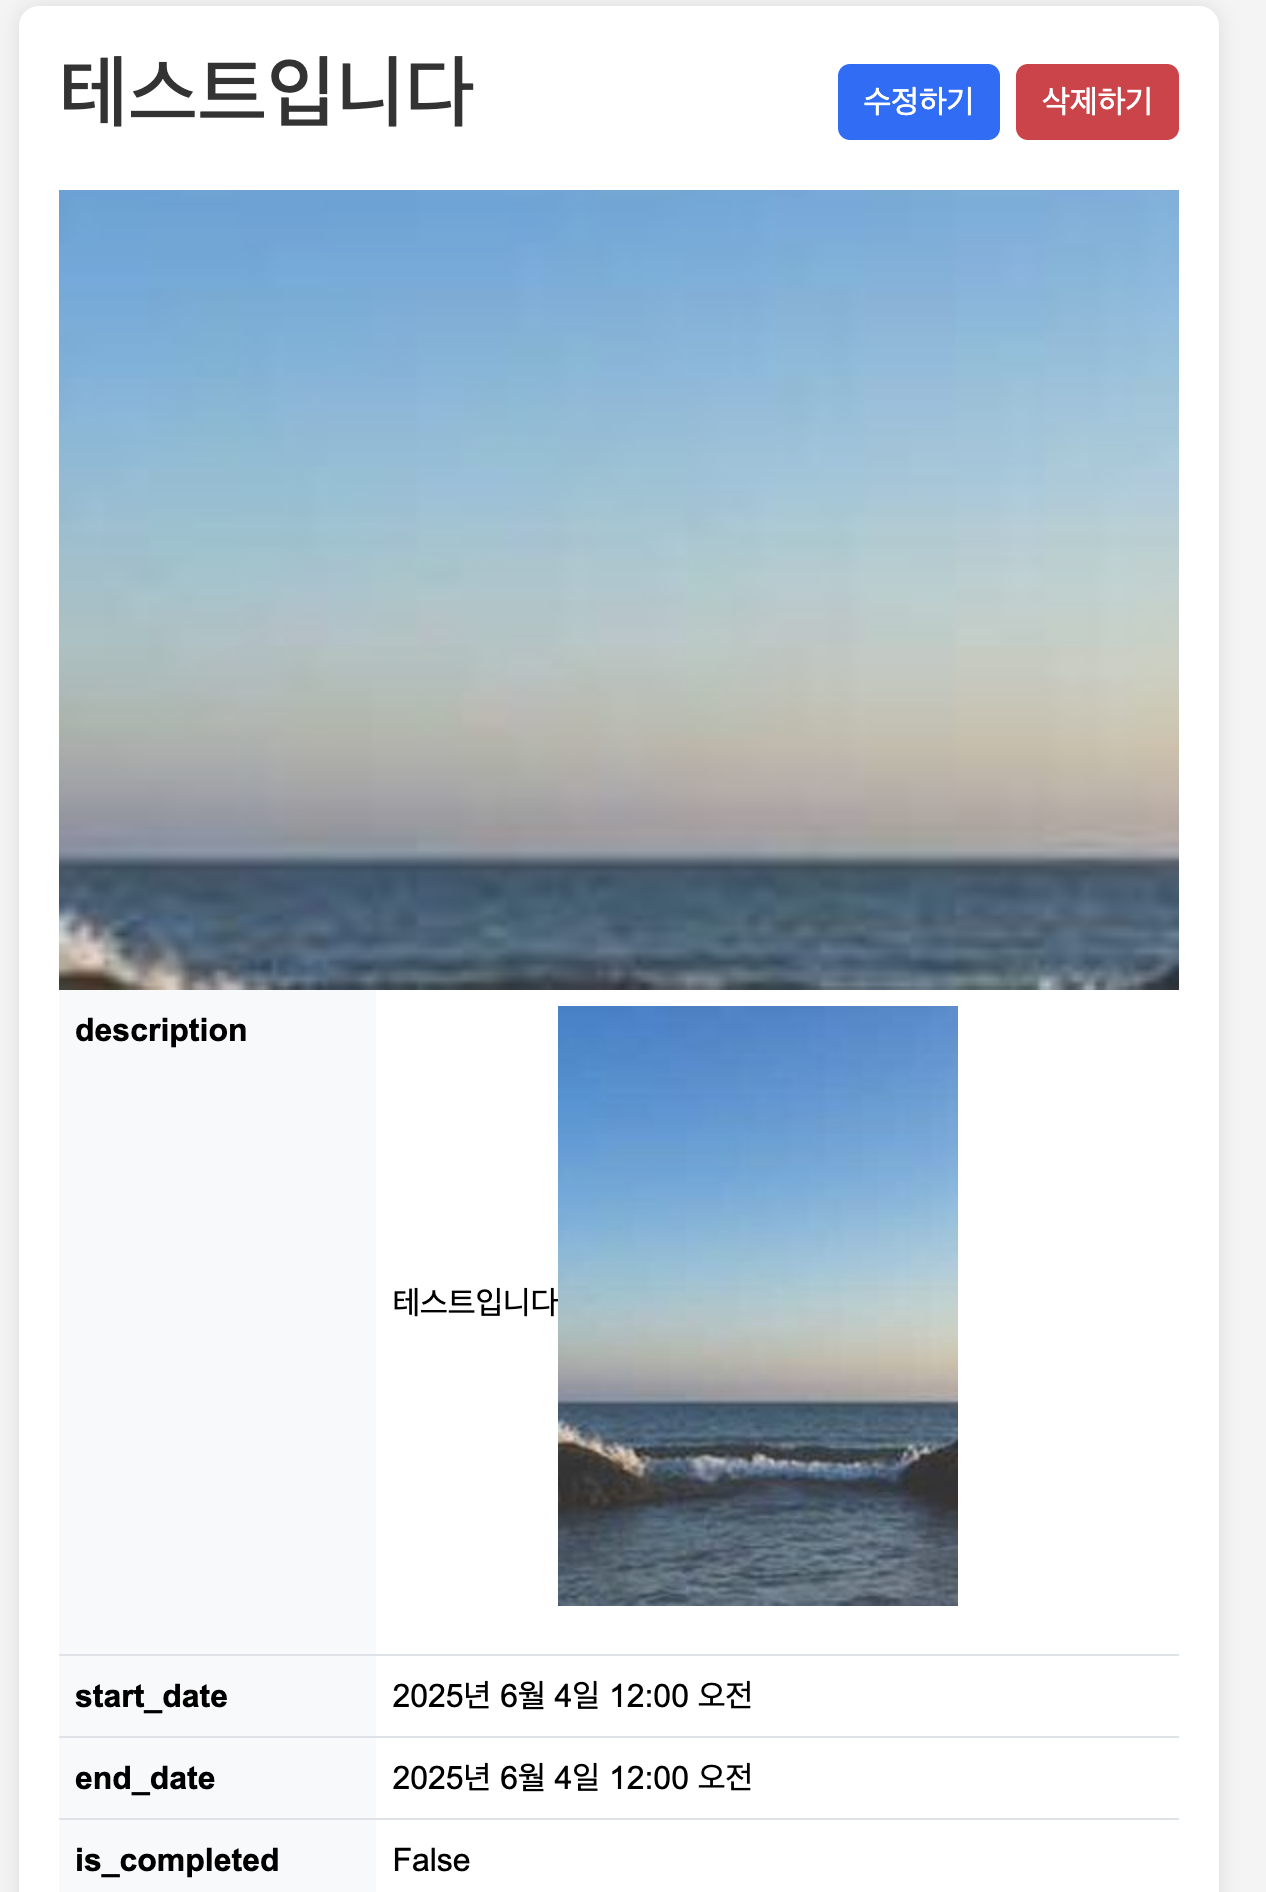 테스트입니다
수정하기 삭제하기
description
테스트입니다
start_date 2025년 6월 4일 12:00 오전
end_date 2025년 6월 4일 12:00 오전
is_completed False